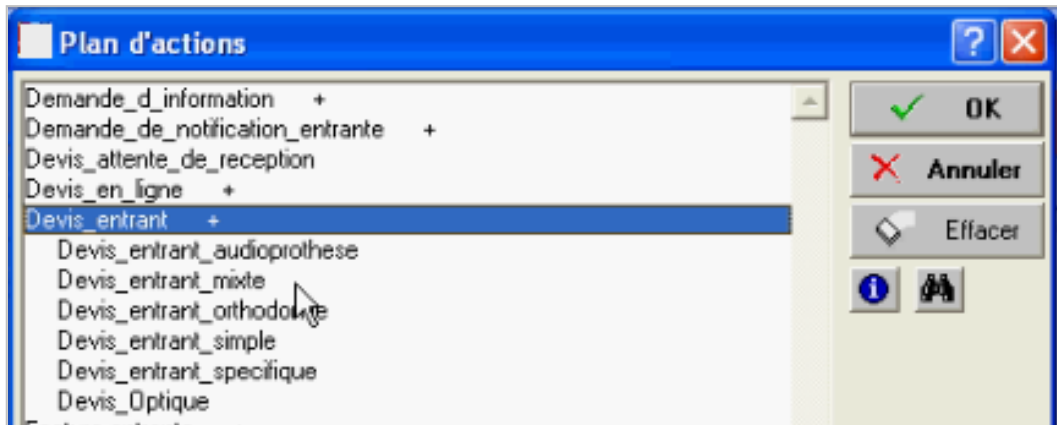 Plan d'actions
Demande_d_information +
Demande_de_notification_entrante +
Devis_attente_de_reception
Devis_en_ligne +
Devis_entrant +
Devis_entrant_audioprothese
Devis_entrant_mixte
Devis_entrant_orthodontie
Devis_entrant_simple
Devis_entrant_specifique
Devis_Optique
OK
Annuler
Effacer